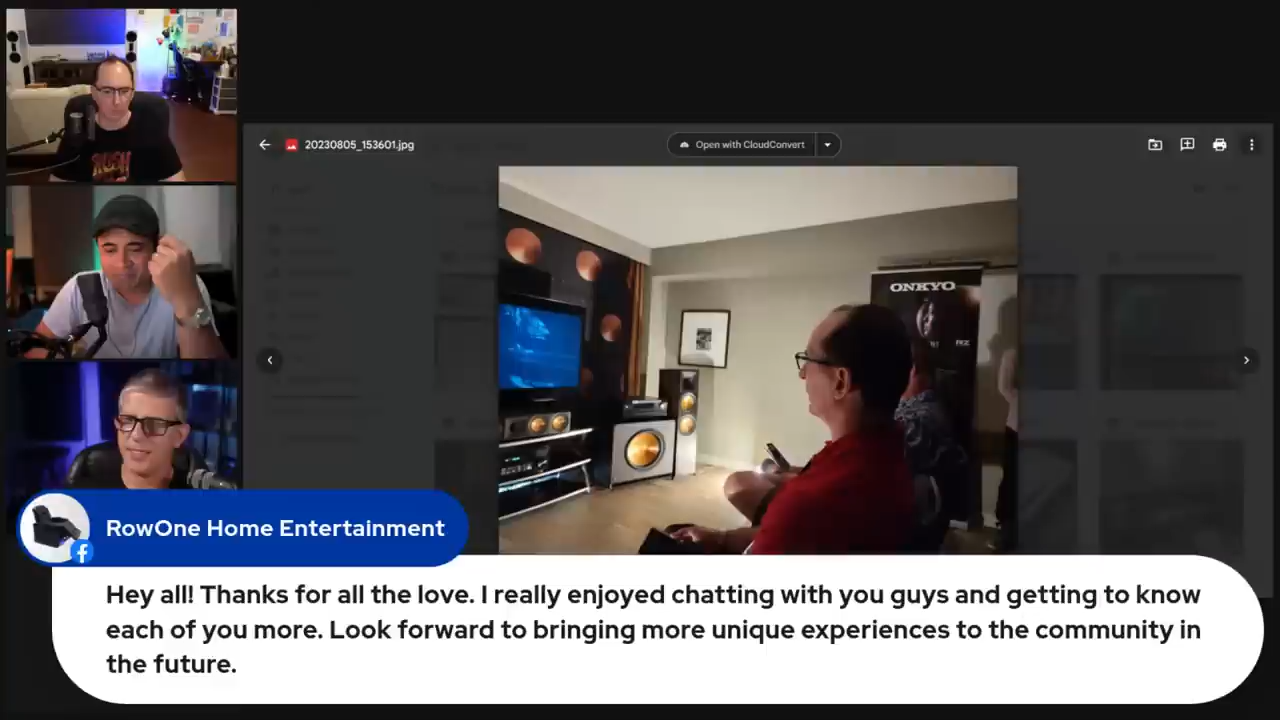 20230805_153601.jpg
Open with CloudConvert
RUSH
ONKYO
RowOne Home Entertainment
Hey all! Thanks for all the love. I really enjoyed chatting with you guys and getting to know
each of you more. Look forward to bringing more unique experiences to the community in
the future.